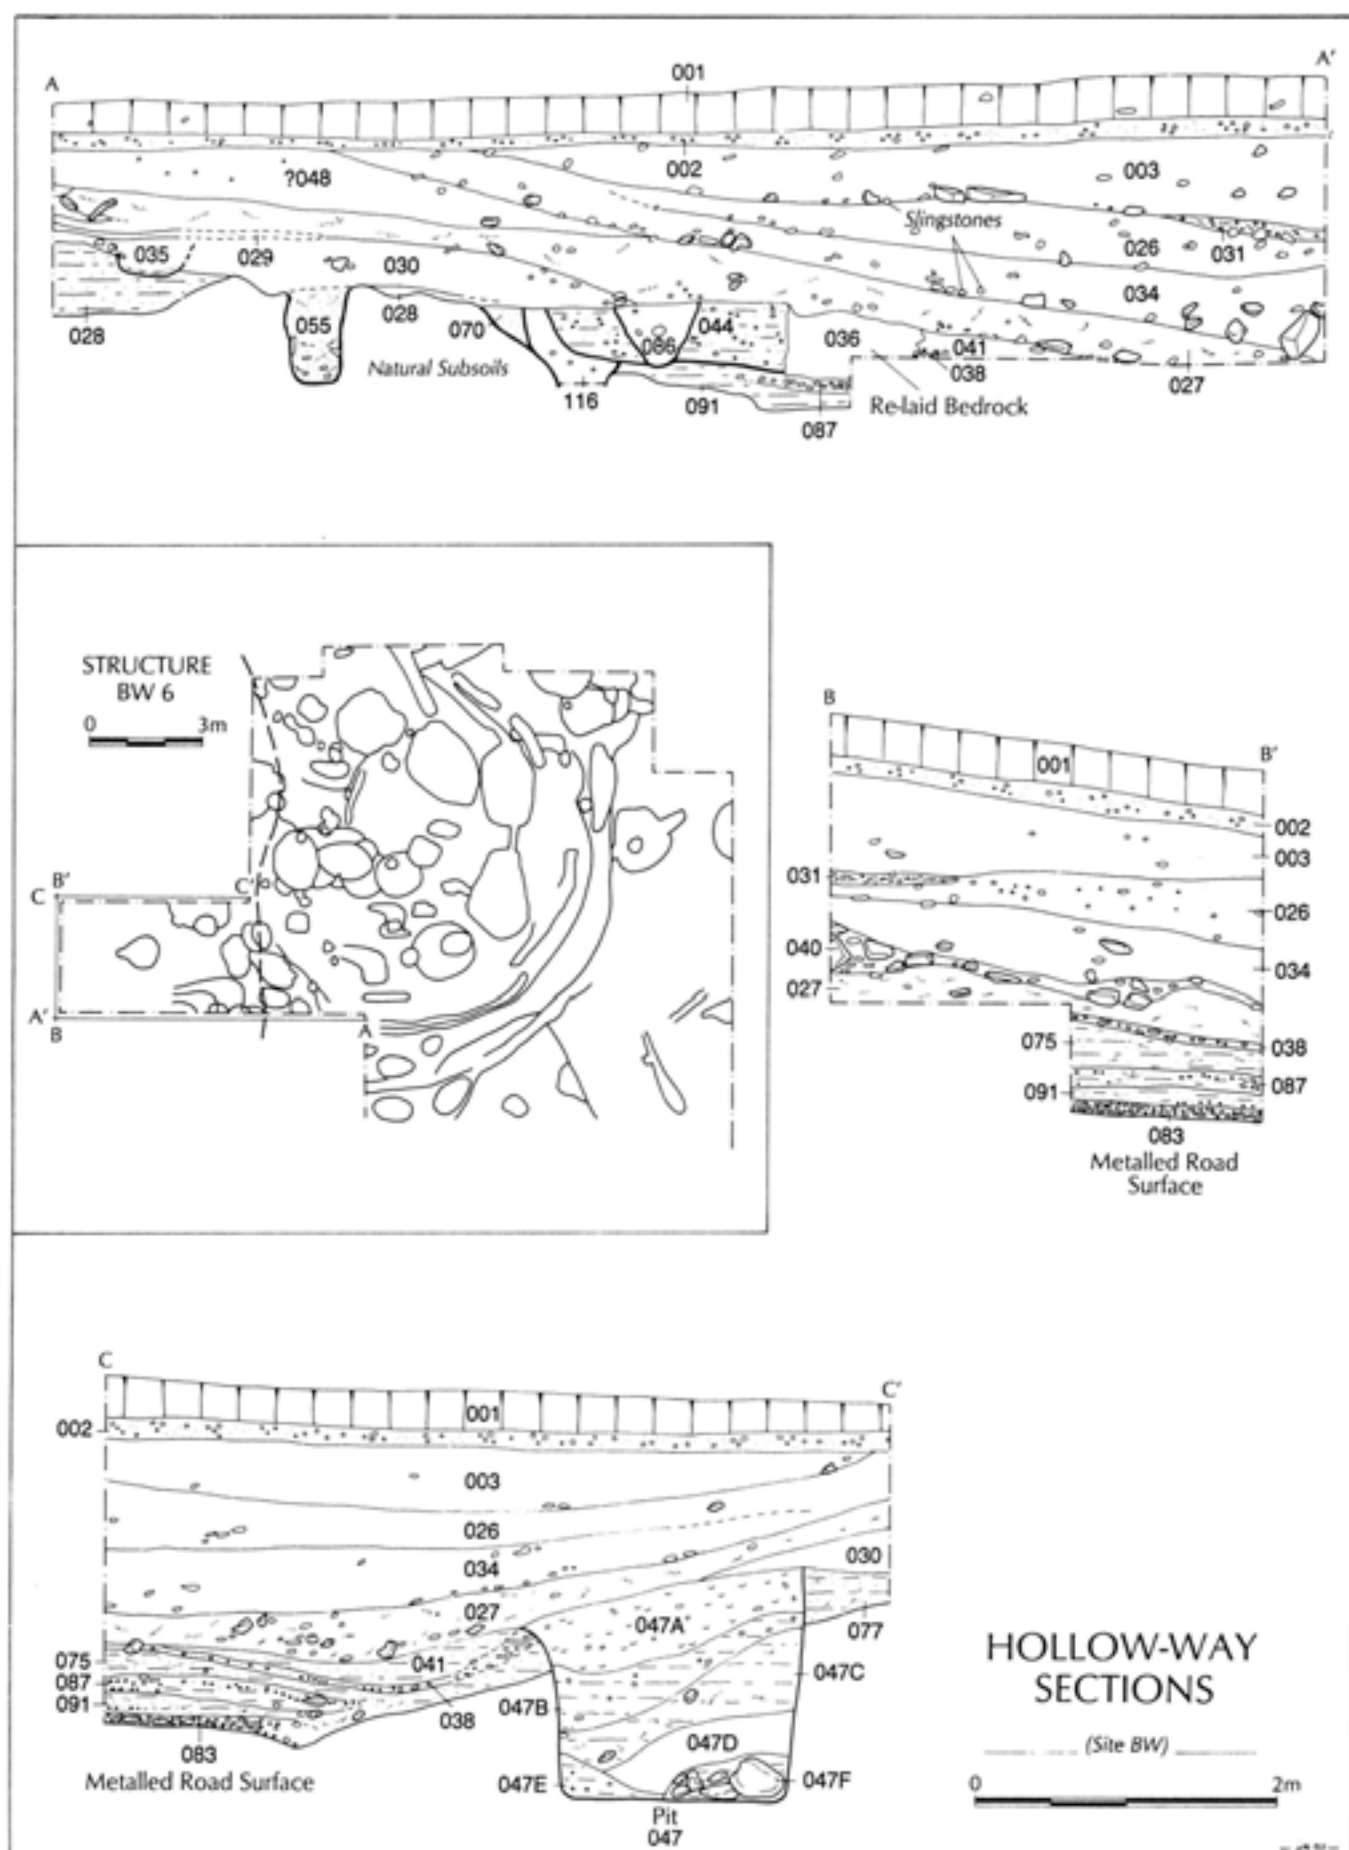 A
A'
001
002
003
?048
Slingstones
035
029
030
026
031
034
028
055
028
070
086
044
036
041
038
027
Natural Subsoils
116
091
087
Re-laid Bedrock
STRUCTURE
BW 6
0 3m
C B' C'
A' B A
B
B'
001
002
003
031
026
040
034
027
075
038
087
091
083
Metalled Road
Surface
C
C'
001
002
003
026
034
030
027
047A
077
075
041
047C
087
091
038
047B
083
047D
Metalled Road Surface
047E
047F
Pit
047
HOLLOW-WAY
SECTIONS
(Site BW)
0 2m